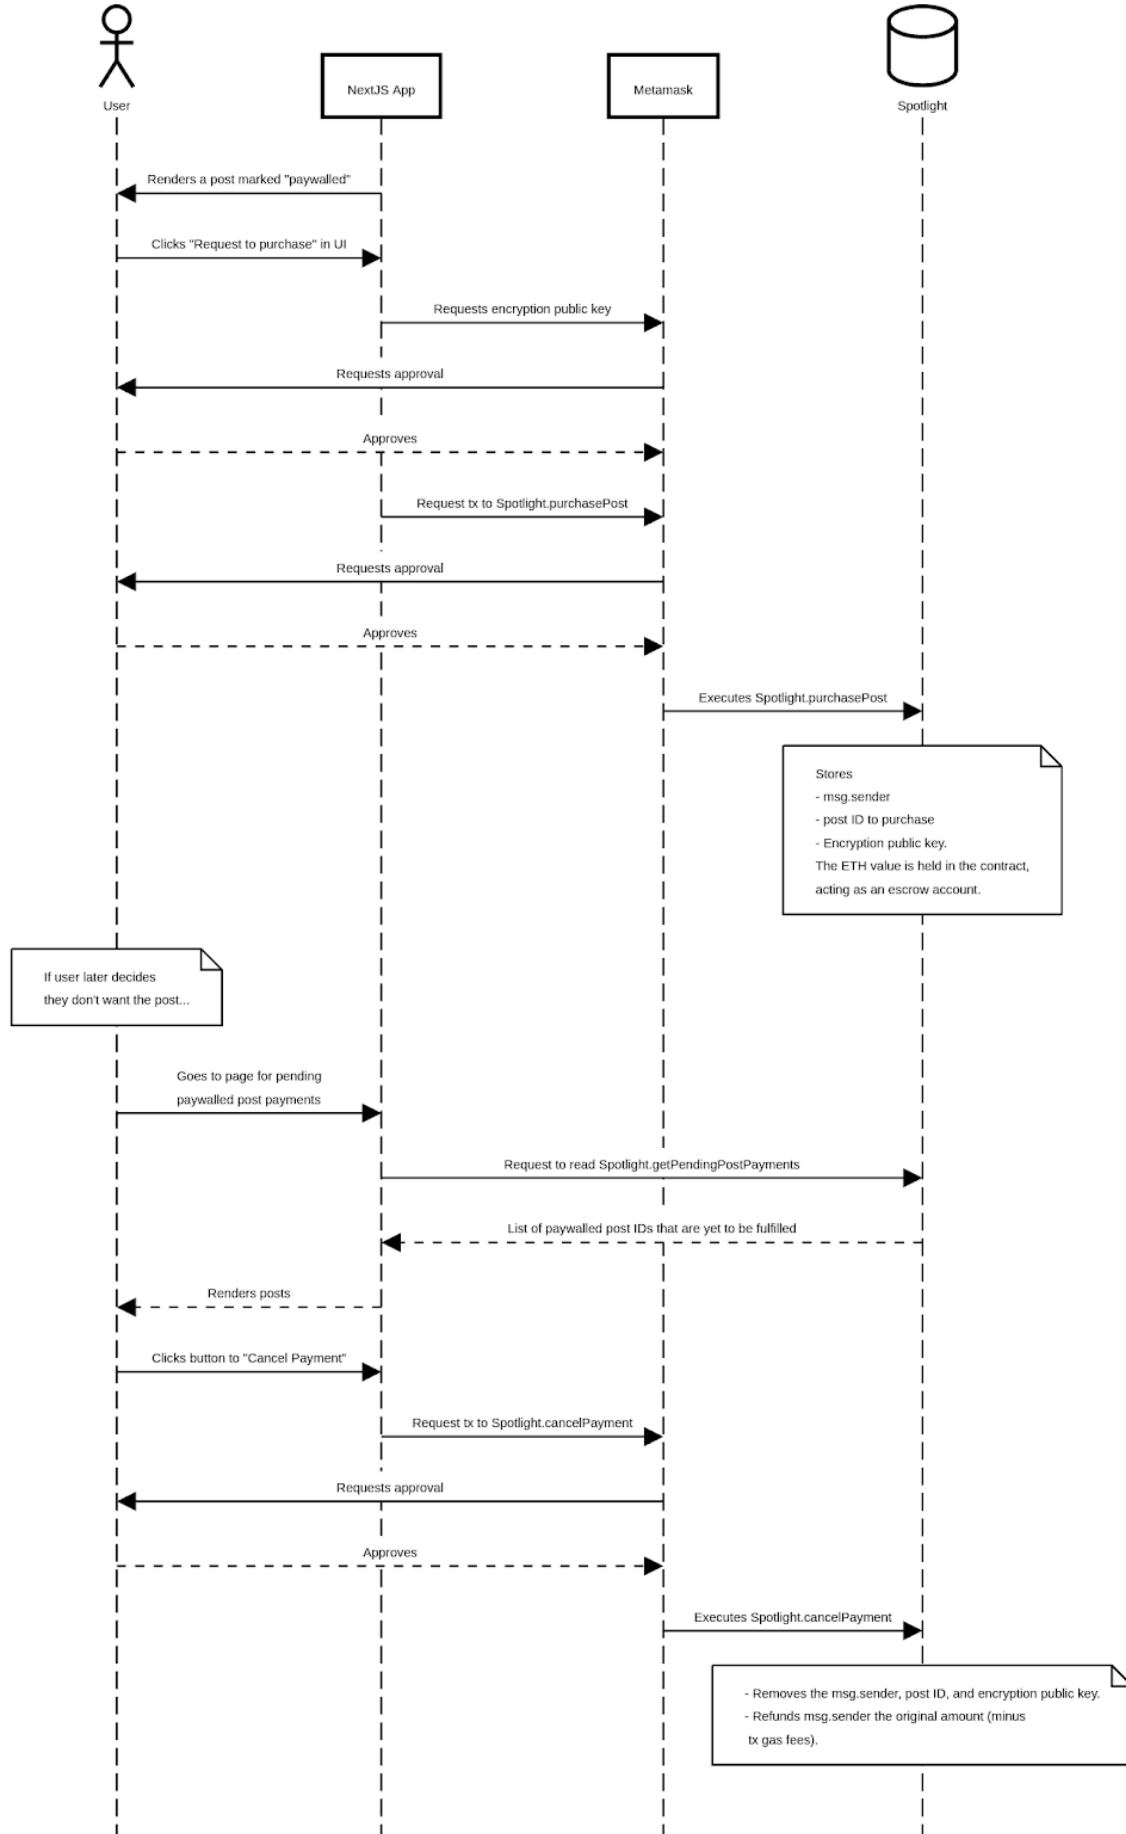 User
NextJS App
Metamask
Spotlight
Renders a post marked "paywalled"
Clicks "Request to purchase" in UI
Requests encryption public key
Requests approval
Approves
Request tx to Spotlight.purchasePost
Requests approval
Approves
Executes Spotlight.purchasePost
Stores
- msg.sender
- post ID to purchase
- Encryption public key.
The ETH value is held in the contract,
acting as an escrow account.
If user later decides
they don't want the post...
Goes to page for pending
paywalled post payments
Request to read Spotlight.getPendingPostPayments
List of paywalled post IDs that are yet to be fulfilled
Renders posts
Clicks button to "Cancel Payment"
Request tx to Spotlight.cancelPayment
Requests approval
Approves
Executes Spotlight.cancelPayment
- Removes the msg.sender, post ID, and encryption public key.
- Refunds msg.sender the original amount (minus
tx gas fees).